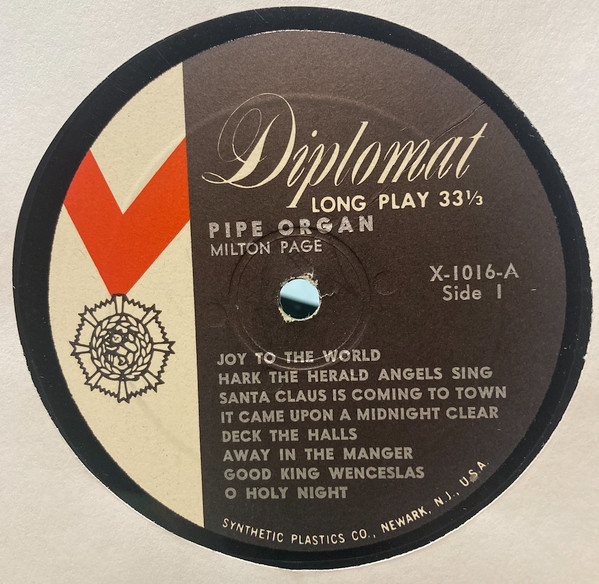 Diplomat
LONG PLAY 33⅓
PIPE ORGAN
MILTON PAGE
X-1016-A
Side 1
JOY TO THE WORLD
HARK THE HERALD ANGELS SING
SANTA CLAUS IS COMING TO TOWN
IT CAME UPON A MIDNIGHT CLEAR
DECK THE HALLS
AWAY IN THE MANGER
GOOD KING WENCESLAS
O HOLY NIGHT
SYNTHETIC PLASTICS CO., NEWARK, N.J., U.S.A.